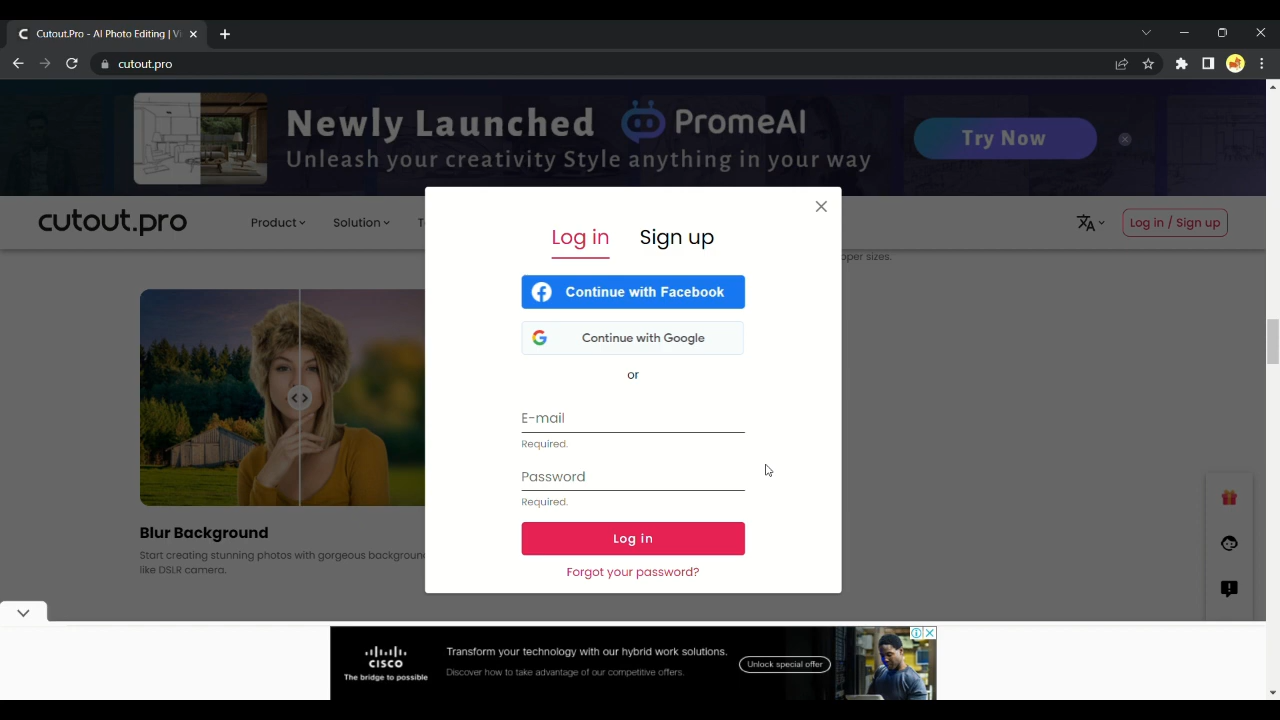 Cutout.Pro - AI Photo Editing | Vi
cutout.pro
Newly Launched PromeAI
Unleash your creativity Style anything in your way
Try Now
cutout.pro
Product
Solution
Log in / Sign up
Log in
Sign up
Continue with Facebook
Continue with Google
or
E-mail
Required.
Password
Required.
Log in
Forgot your password?
oper sizes.
Blur Background
Start creating stunning photos with gorgeous background
like DSLR camera.
CISCO
The bridge to possible
Transform your technology with our hybrid work solutions.
Discover how to take advantage of our competitive offers.
Unlock special offer